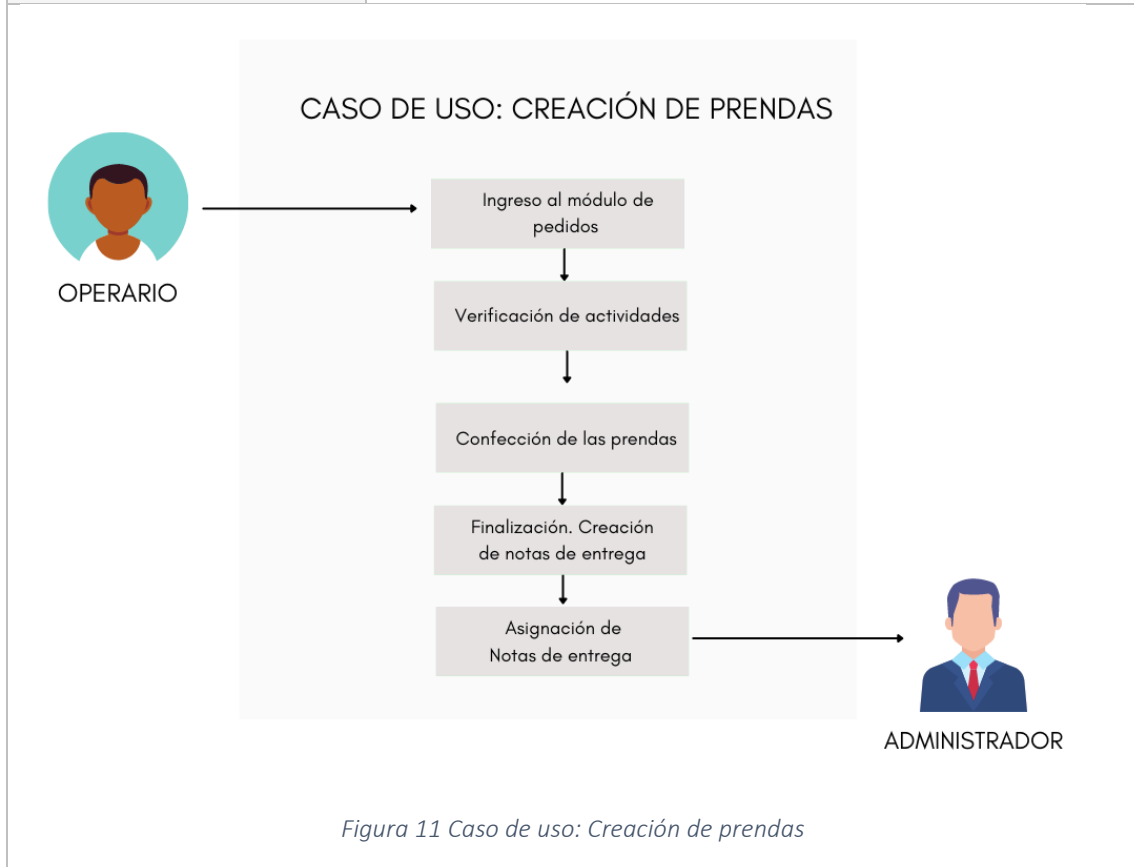 CASO DE USO: CREACIÓN DE PRENDAS
OPERARIO
Ingreso al módulo de
pedidos
Verificación de actividades
Confección de las prendas
Finalización. Creación
de notas de entrega
Asignación de
Notas de entrega
ADMINISTRADOR
Figura 11 Caso de uso: Creación de prendas